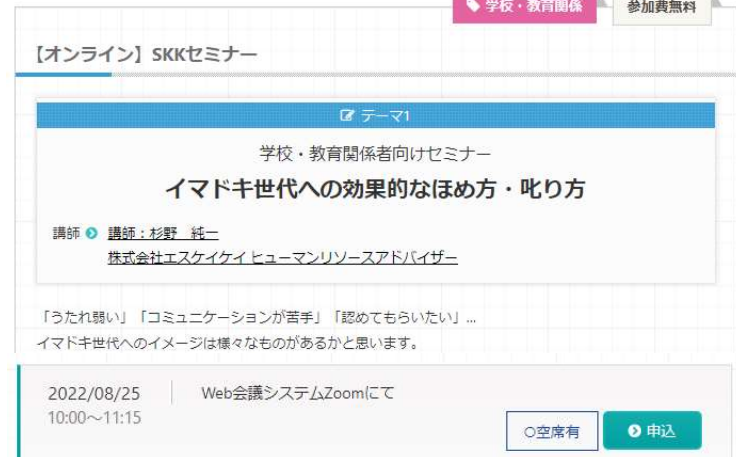 学校・教育関係
参加費無料
【オンライン】SKKセミナー
テーマ1
学校・教育関係者向けセミナー
イマドキ世代への効果的なほめ方・叱り方
講師 講師:杉野 純一
株式会社エスケイケイ ヒューマンリソースアドバイザー
「うたれ弱い」「コミュニケーションが苦手」「認めてもらいたい」...
イマドキ世代へのイメージは様々なものがあるかと思います。
2022/08/25 Web会議システムZoomにて
10:00~11:15
○空席有 申込